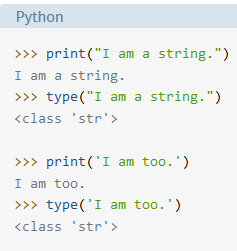 Python
>>> print("I am a string.")
I am a string.
>>> type("I am a string.")
<class 'str'>
>>> print('I am too.')
I am too.
>>> type('I am too.')
<class 'str'>